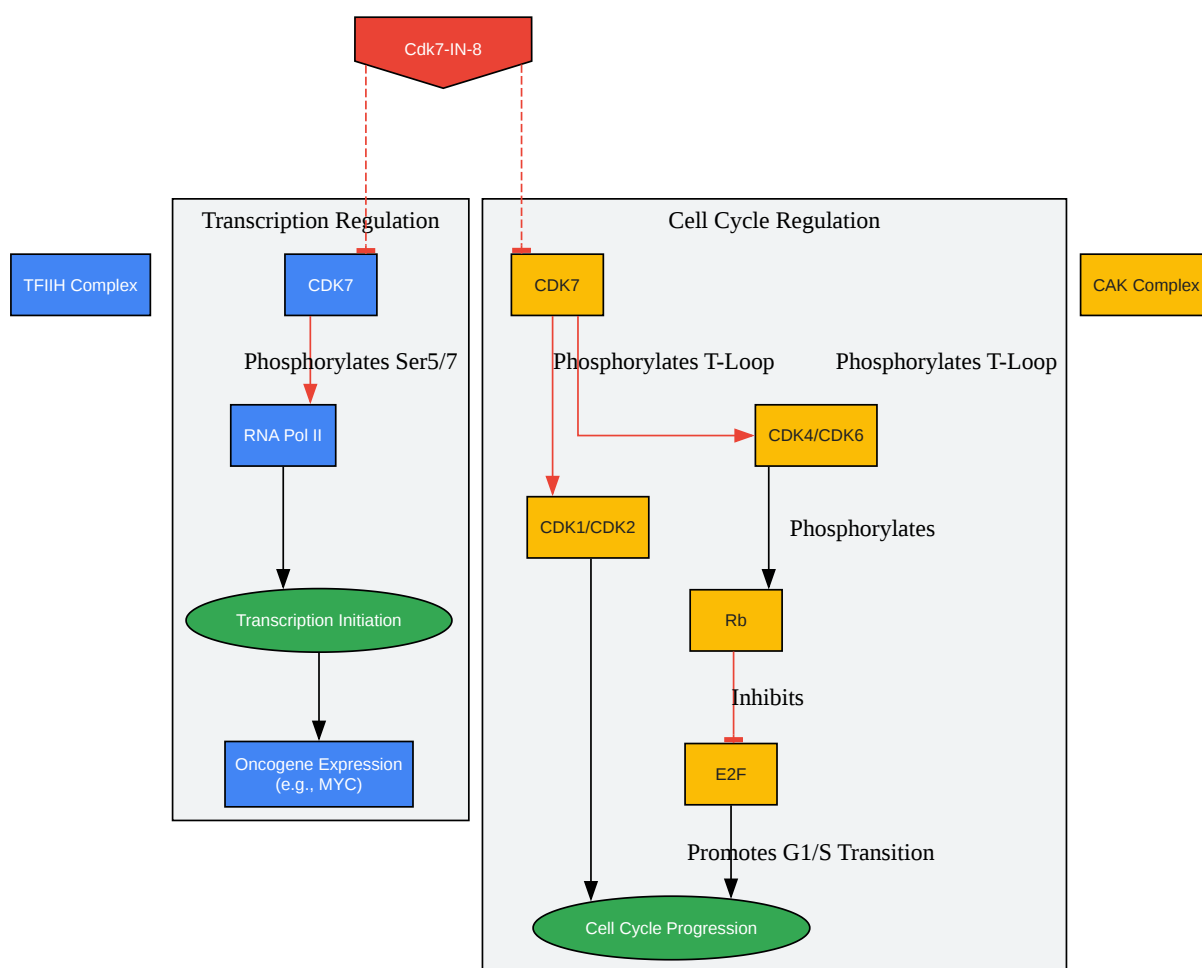 Cdk7-IN-8
Transcription Regulation
Cell Cycle Regulation
TFIIH Complex
CDK7
CDK7
CAK Complex
Phosphorylates Ser5/7
Phosphorylates T-Loop
Phosphorylates T-Loop
RNA Pol II
CDK4/CDK6
CDK1/CDK2
Phosphorylates
Transcription Initiation
Rb
Inhibits
Oncogene Expression
(e.g., MYC)
E2F
Promotes G1/S Transition
Cell Cycle Progression